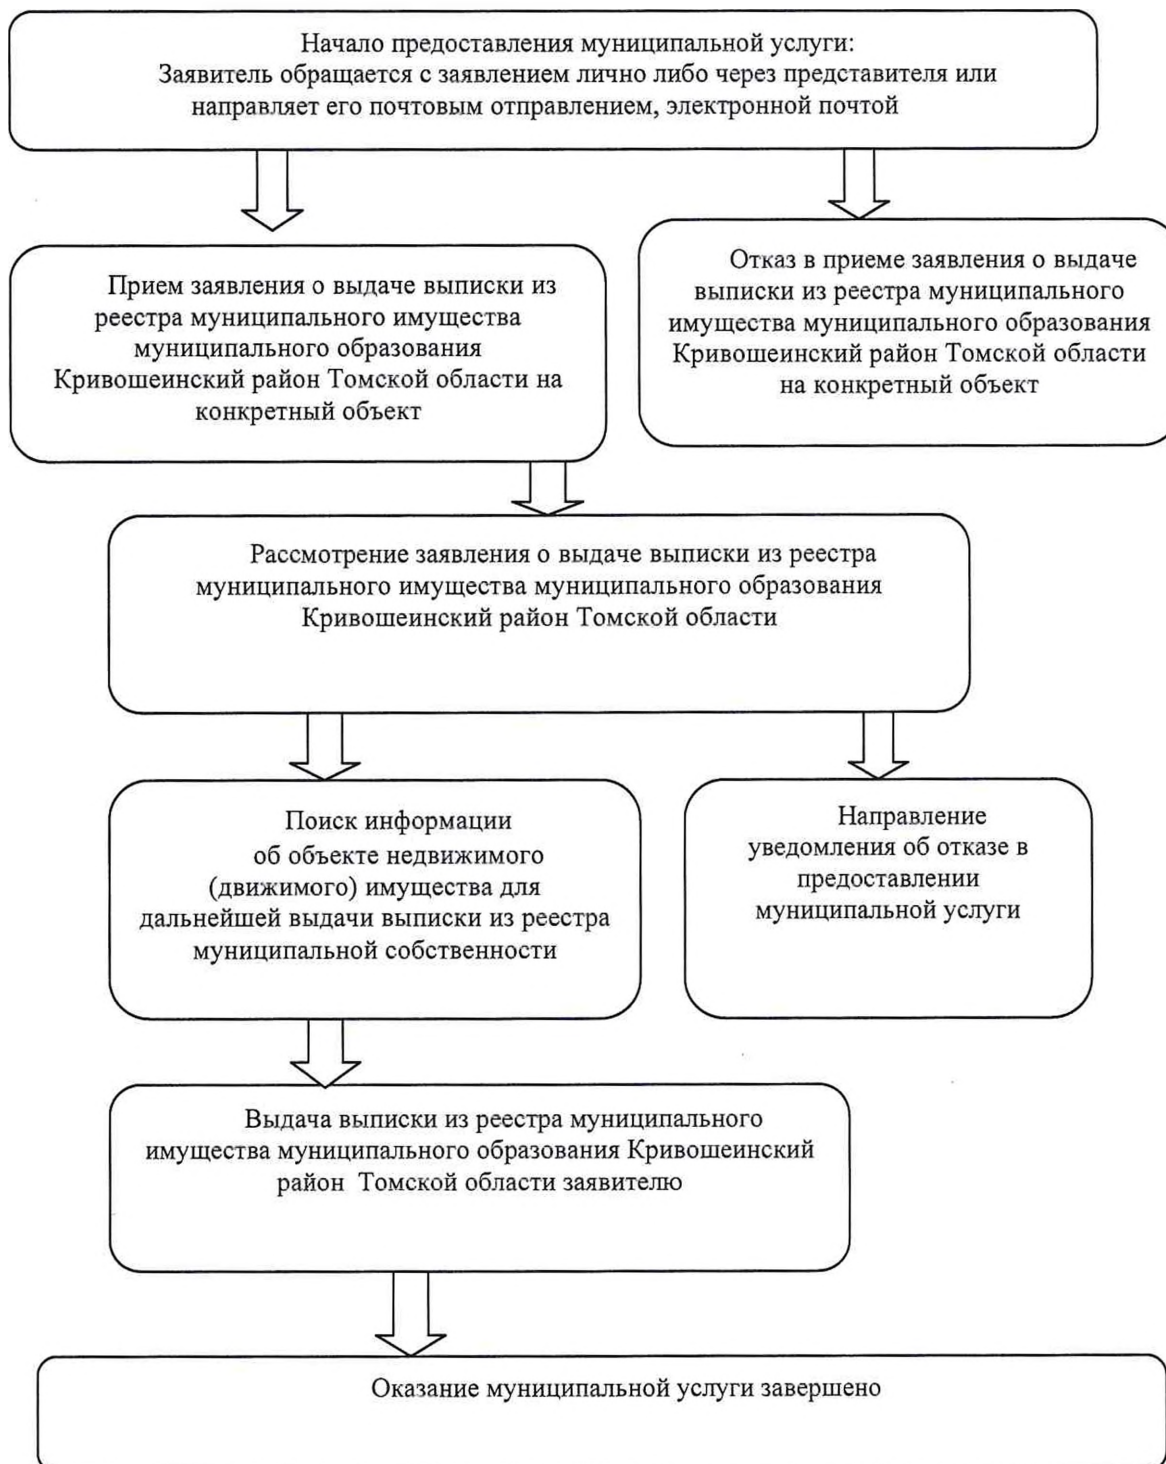 Начало предоставления муниципальной услуги:
Заявитель обращается с заявлением лично либо через представителя или
направляет его почтовым отправлением, электронной почтой
Прием заявления о выдаче выписки из
реестра муниципального имущества
муниципального образования
Кривошеинский район Томской области на
конкретный объект
Отказ в приеме заявления о выдаче
выписки из реестра муниципального
имущества муниципального образования
Кривошеинский район Томской области
на конкретный объект
Рассмотрение заявления о выдаче выписки из реестра
муниципального имущества муниципального образования
Кривошеинский район Томской области
Поиск информации
об объекте недвижимого
(движимого) имущества для
дальнейшей выдачи выписки из реестра
муниципальной собственности
Направление
уведомления об отказе в
предоставлении
муниципальной услуги
Выдача выписки из реестра муниципального
имущества муниципального образования Кривошеинский
район Томской области заявителю
Оказание муниципальной услуги завершено